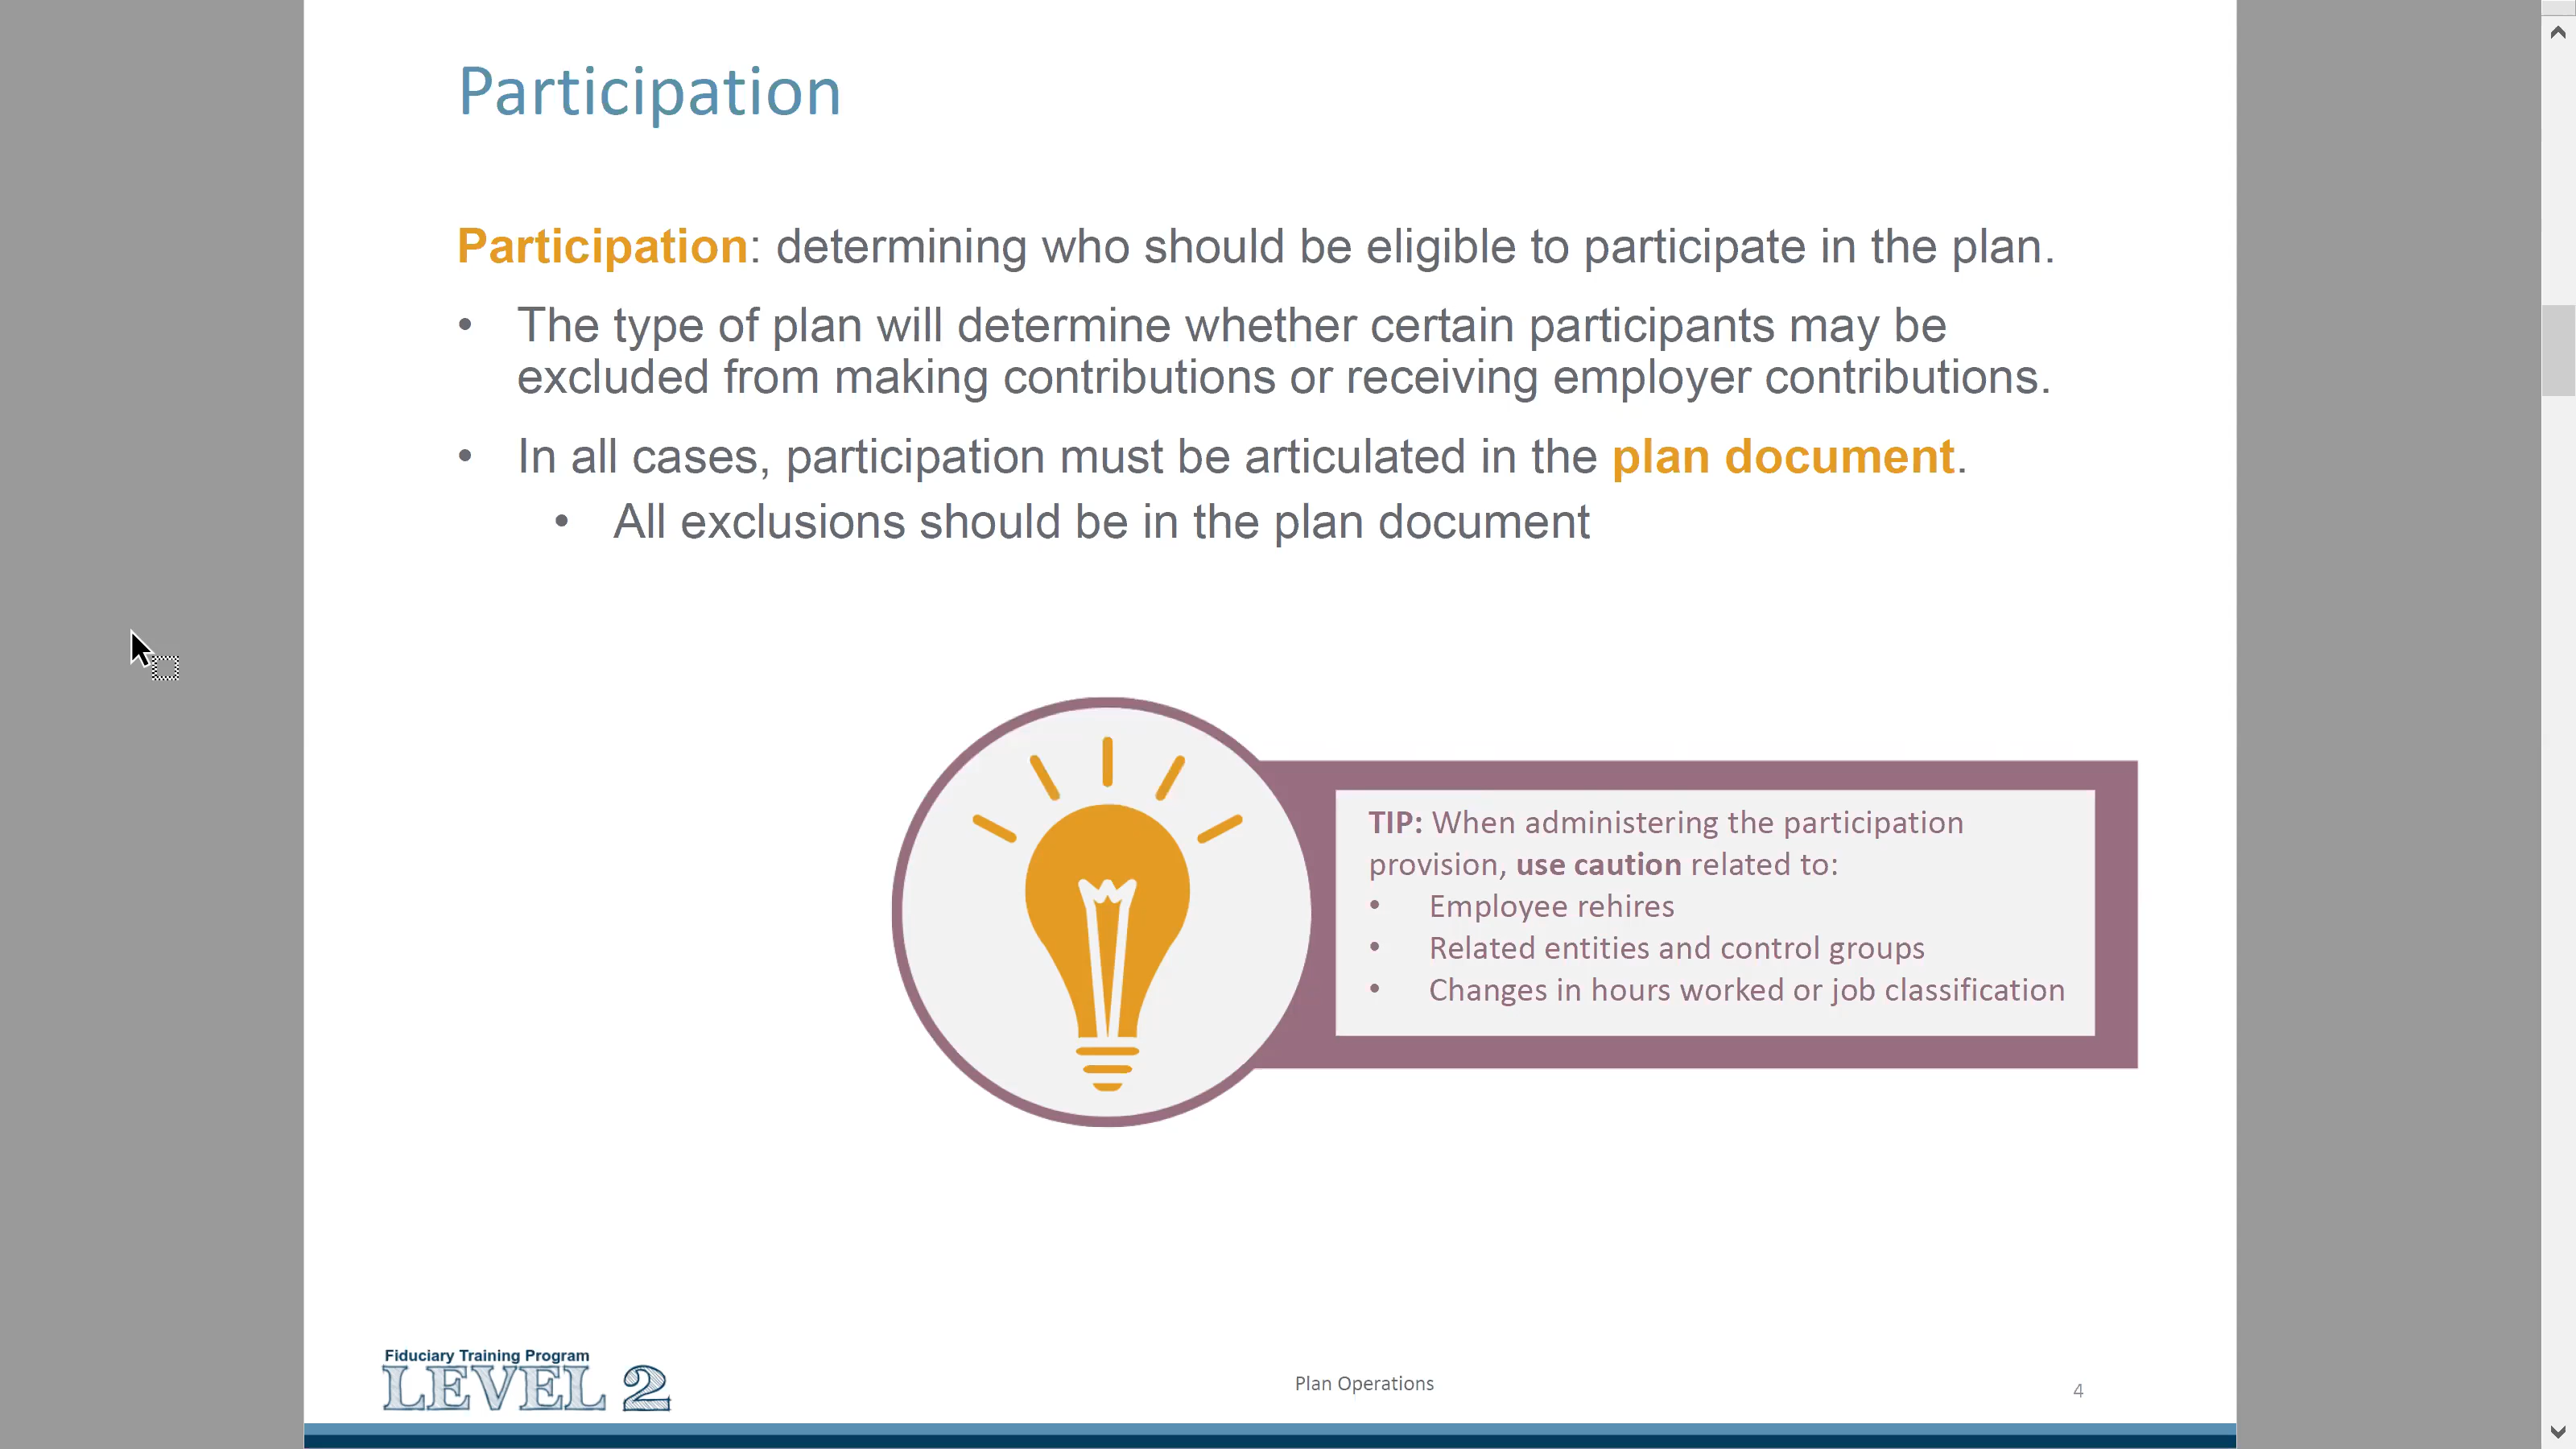 Participation
Participation: determining who should be eligible to participate in the plan.
• The type of plan will determine whether certain participants may be
excluded from making contributions or receiving employer contributions.
• In all cases, participation must be articulated in the plan document.
• All exclusions should be in the plan document
TIP: When administering the participation
provision, use caution related to:
• Employee rehires
• Related entities and control groups
• Changes in hours worked or job classification
Fiduciary Training Program
LEVEL 2
Plan Operations
4